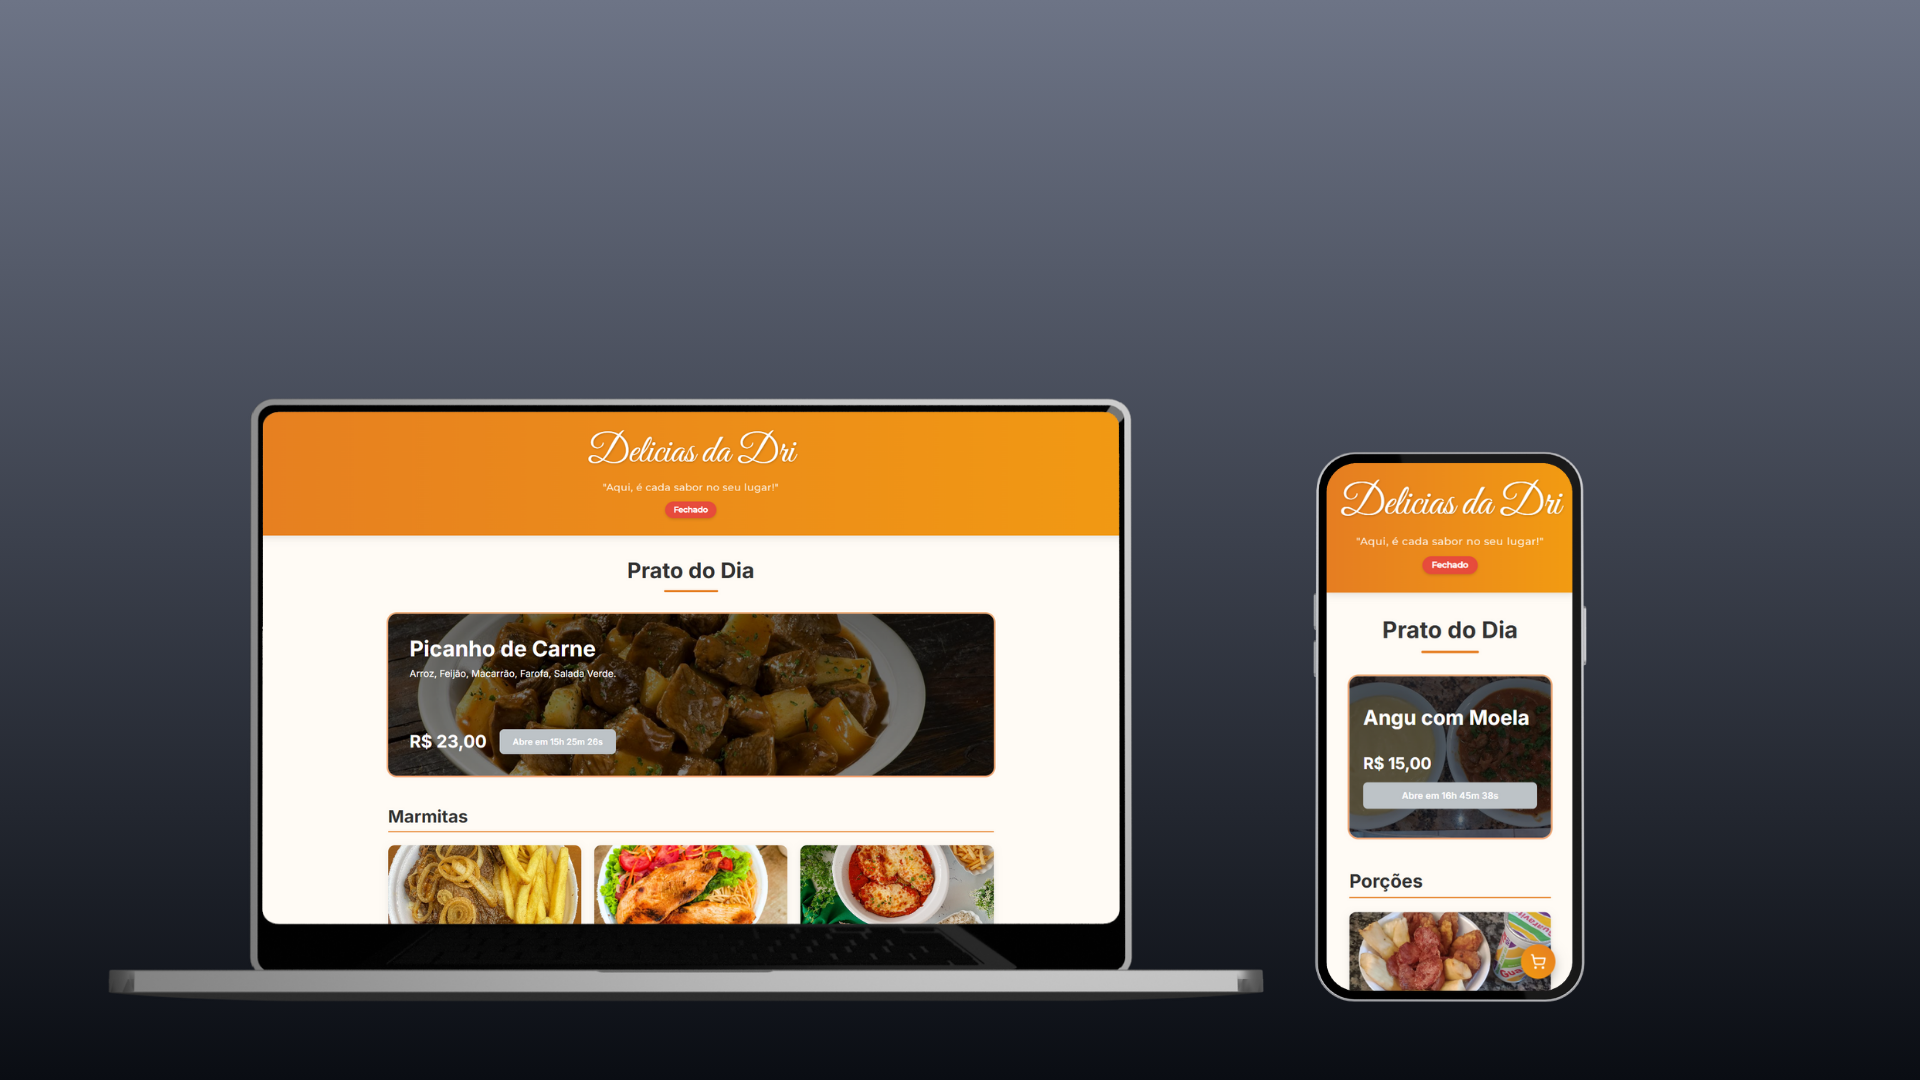 Delicias da Dri
"Aqui, é cada sabor no seu lugar!"
Fechado
Prato do Dia
Picanho de Carne
Arroz, Feijão, Macarrão, Farofa, Salada Verde.
R$ 23,00
Abre em 15h 25m 26s
Marmitas
Delicias da Dri
"Aqui, é cada sabor no seu lugar!"
Fechado
Prato do Dia
Angu com Moela
R$ 15,00
Abre em 16h 45m 38s
Porções